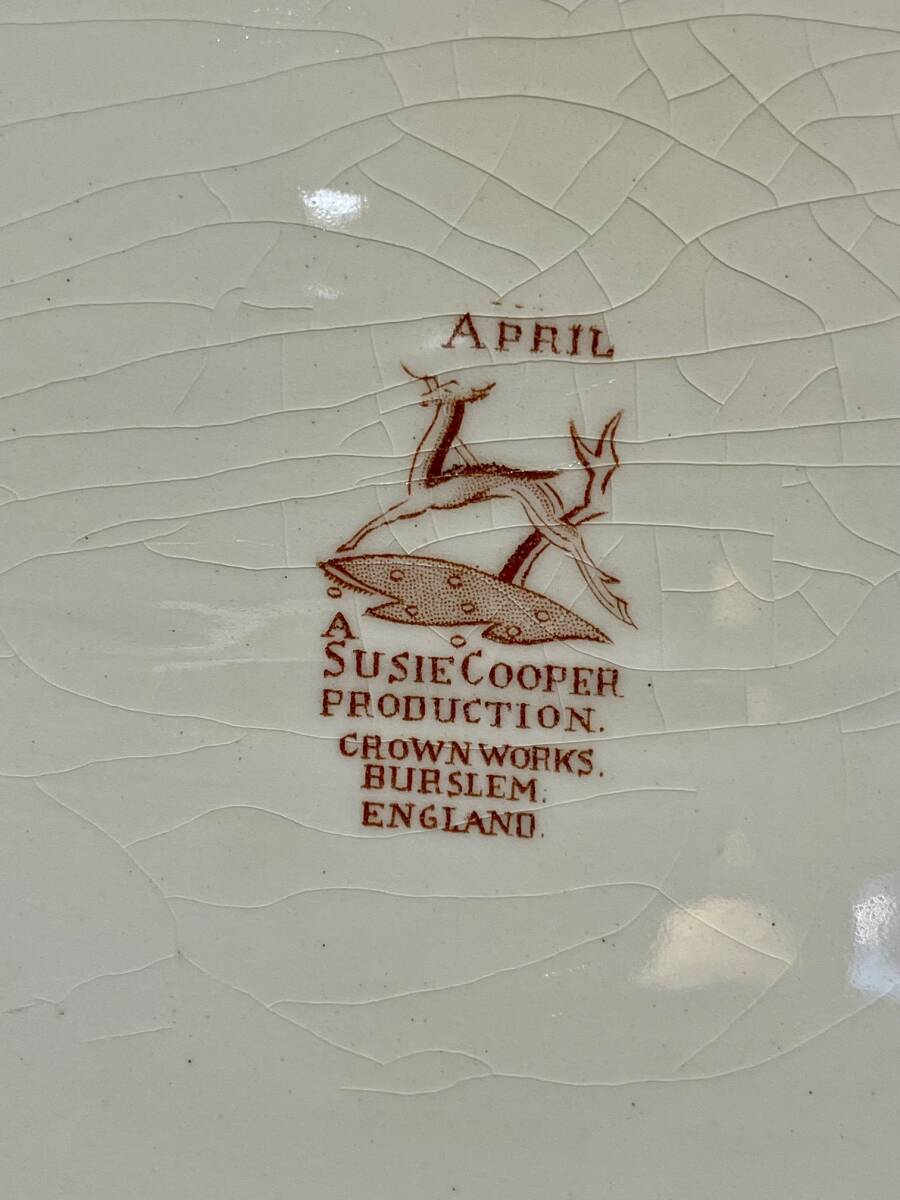 APRIL
A
SUSIE COOPER
PRODUCTION.
CROWN WORKS.
BURSLEM.
ENGLAND.